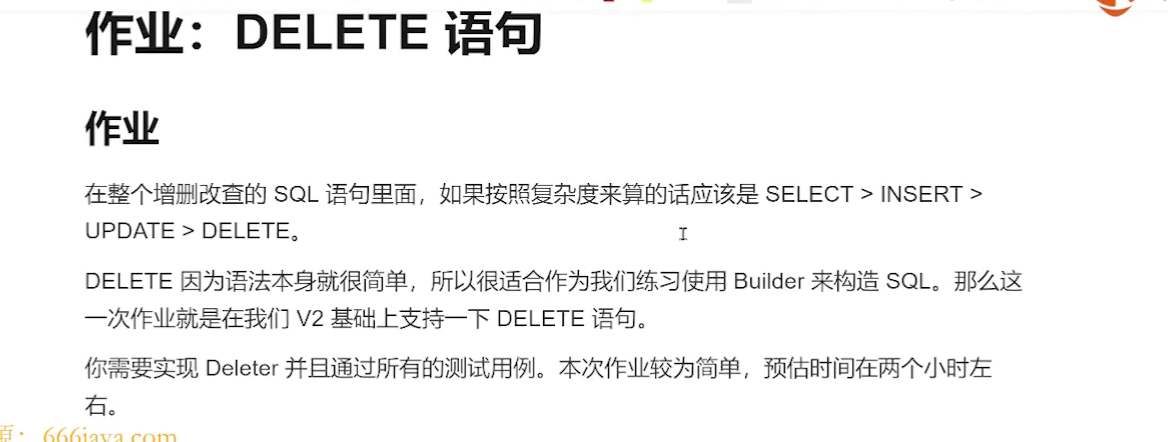 作业：DELETE 语句
作业
在整个增删改查的 SQL 语句里面，如果按照复杂度来算的话应该是 SELECT > INSERT >
UPDATE > DELETE。
DELETE 因为语法本身就很简单，所以很适合作为我们练习使用 Builder 来构造 SQL。那么这
一次作业就是在我们 V2 基础上支持一下 DELETE 语句。
你需要实现 Deleter 并且通过所有的测试用例。本次作业较为简单，预估时间在两个小时左
右。
源：666java.com